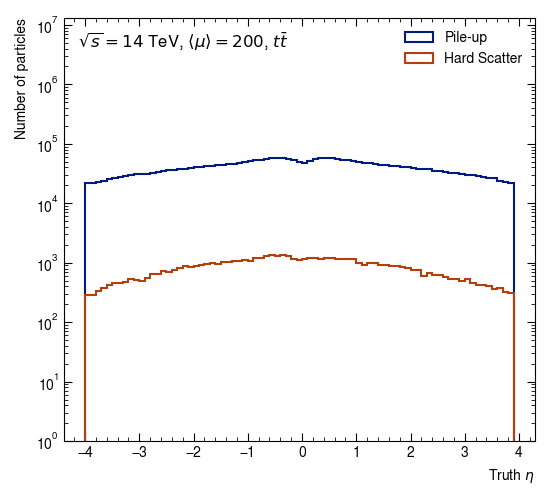 Number of particles
√s = 14 TeV, ⟨μ⟩ = 200, tt̄
Pile-up
Hard Scatter
10⁷
10⁶
10⁵
10⁴
10³
10²
10¹
10⁰
−4 −3 −2 −1 0 1 2 3 4
Truth η